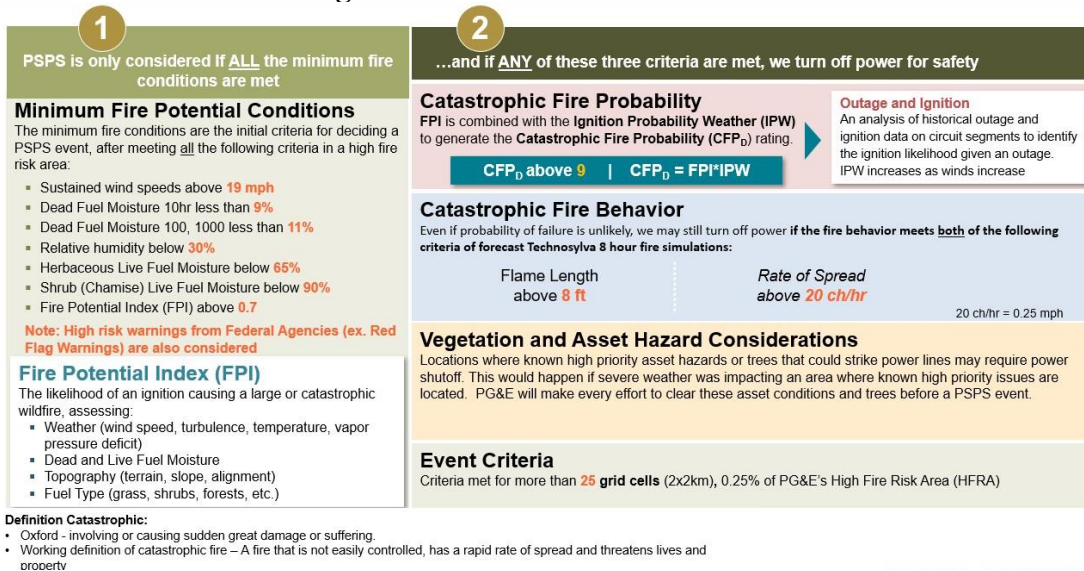 1
PSPS is only considered If ALL the minimum fire
conditions are met
Minimum Fire Potential Conditions
The minimum fire conditions are the initial criteria for deciding a
PSPS event, after meeting all the following criteria in a high fire
risk area:
▪ Sustained wind speeds above 19 mph
▪ Dead Fuel Moisture 10hr less than 9%
▪ Dead Fuel Moisture 100, 1000 less than 11%
▪ Relative humidity below 30%
▪ Herbaceous Live Fuel Moisture below 65%
▪ Shrub (Chamise) Live Fuel Moisture below 90%
▪ Fire Potential Index (FPI) above 0.7
Note: High risk warnings from Federal Agencies (ex. Red
Flag Warnings) are also considered
Fire Potential Index (FPI)
The likelihood of an ignition causing a large or catastrophic
wildfire, assessing:
▪ Weather (wind speed, turbulence, temperature, vapor
pressure deficit)
▪ Dead and Live Fuel Moisture
▪ Topography (terrain, slope, alignment)
▪ Fuel Type (grass, shrubs, forests, etc.)
2
...and if ANY of these three criteria are met, we turn off power for safety
Catastrophic Fire Probability
FPI is combined with the Ignition Probability Weather (IPW)
to generate the Catastrophic Fire Probability (CFPD) rating.
CFPD above 9 | CFPD = FPI*IPW
Outage and Ignition
An analysis of historical outage and
ignition data on circuit segments to identify
the ignition likelihood given an outage.
IPW increases as winds increase
Catastrophic Fire Behavior
Even if probability of failure is unlikely, we may still turn off power if the fire behavior meets both of the following
criteria of forecast Technosylva 8 hour fire simulations:
Flame Length
above 8 ft
Rate of Spread
above 20 ch/hr
20 ch/hr = 0.25 mph
Vegetation and Asset Hazard Considerations
Locations where known high priority asset hazards or trees that could strike power lines may require power
shutoff. This would happen if severe weather was impacting an area where known high priority issues are
located. PG&E will make every effort to clear these asset conditions and trees before a PSPS event.
Event Criteria
Criteria met for more than 25 grid cells (2x2km), 0.25% of PG&E's High Fire Risk Area (HFRA)
Definition Catastrophic:
• Oxford - involving or causing sudden great damage or suffering.
• Working definition of catastrophic fire – A fire that is not easily controlled, has a rapid rate of spread and threatens lives and
property